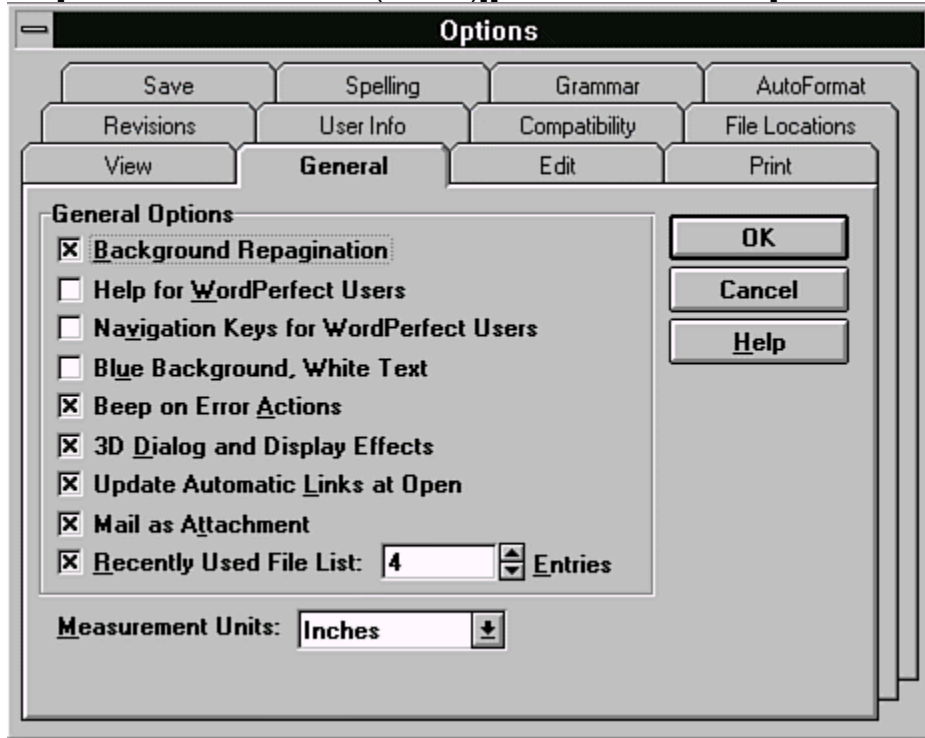 Options
Save Spelling Grammar AutoFormat
Revisions User Info Compatibility File Locations
View General Edit Print
General Options
Background Repagination
Help for WordPerfect Users
Navigation Keys for WordPerfect Users
Blue Background, White Text
Beep on Error Actions
3D Dialog and Display Effects
Update Automatic Links at Open
Mail as Attachment
Recently Used File List: 4 Entries
Measurement Units: Inches
OK
Cancel
Help